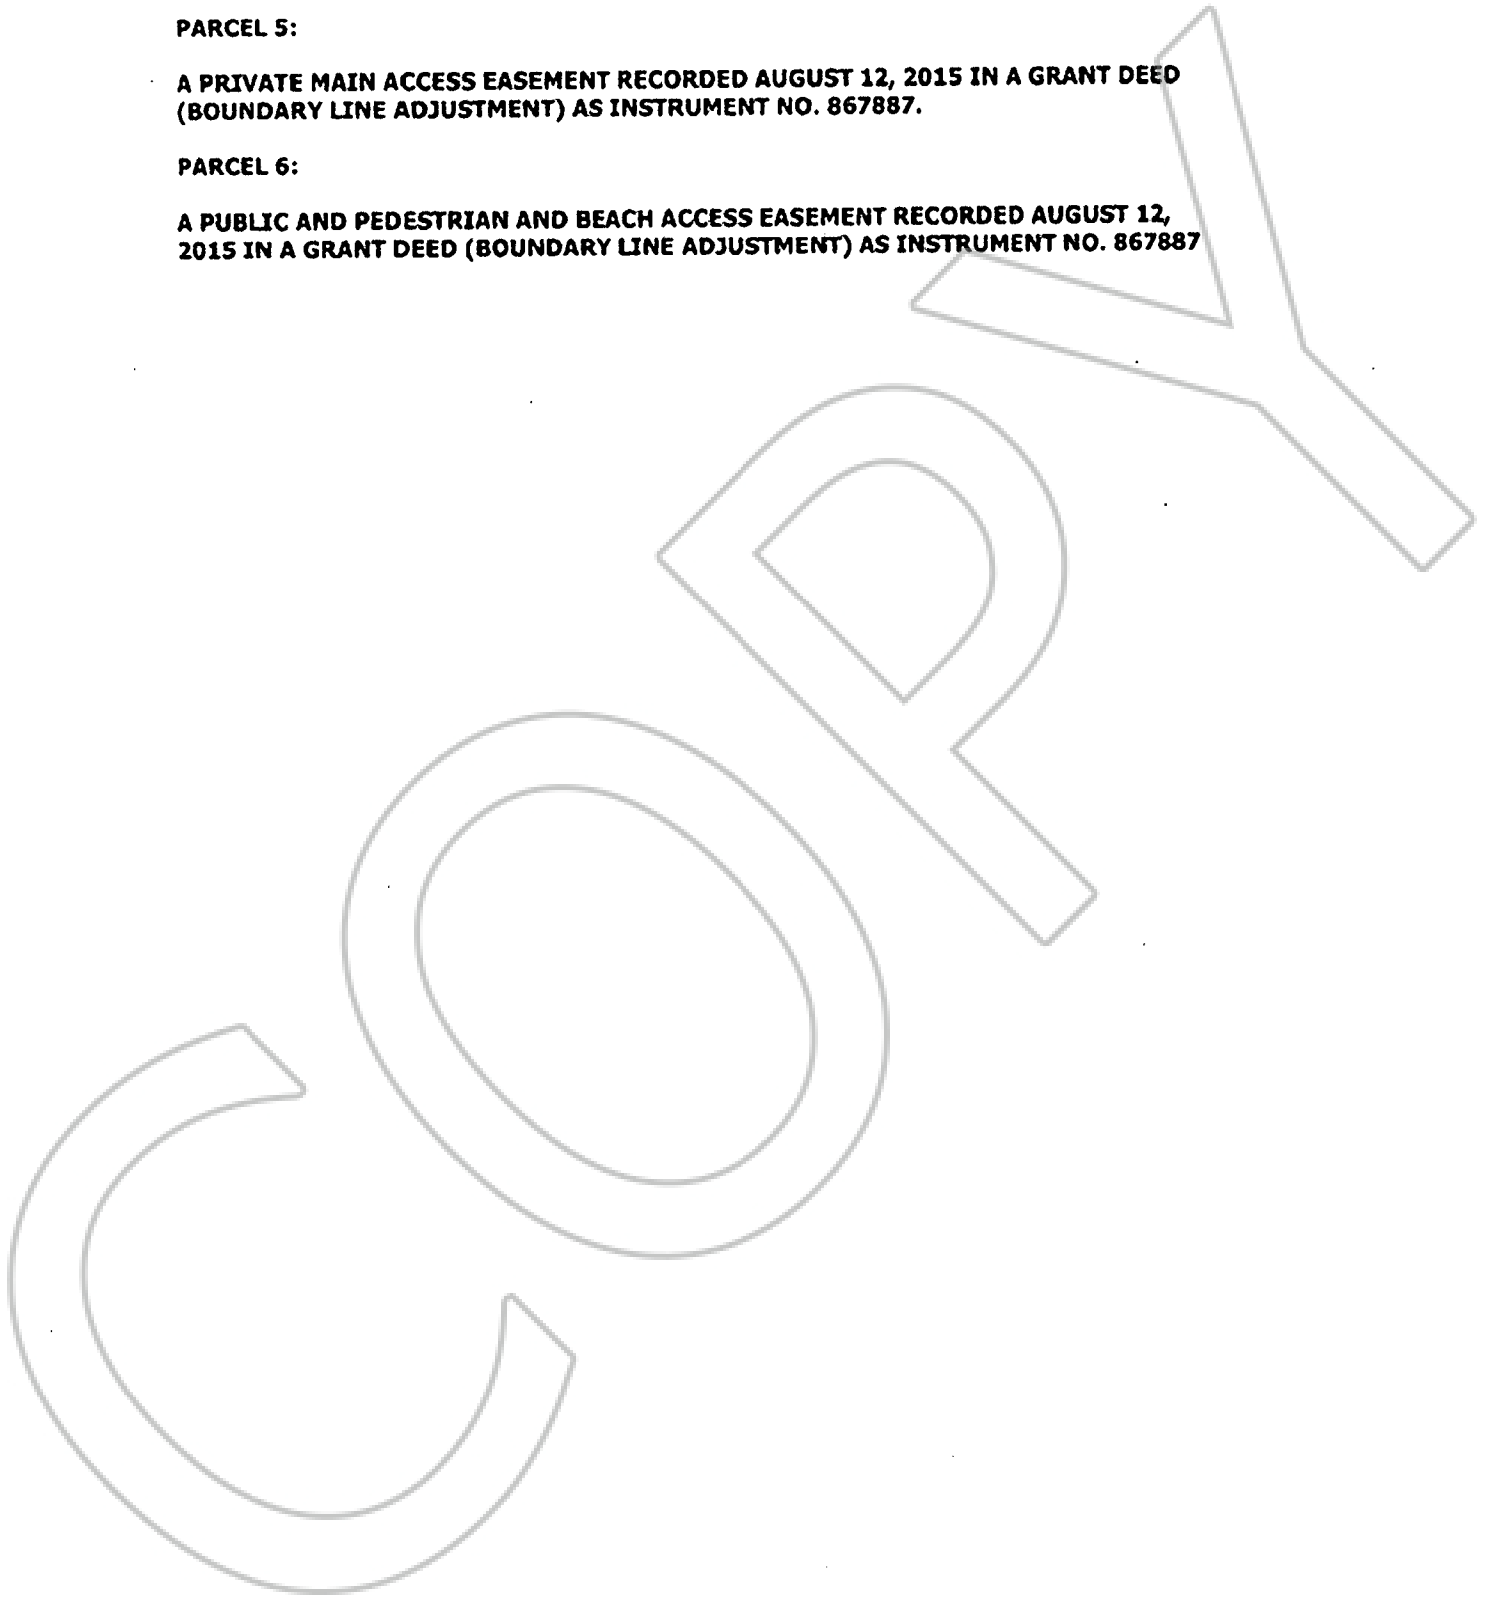 PARCEL 5:
A PRIVATE MAIN ACCESS EASEMENT RECORDED AUGUST 12, 2015 IN A GRANT DEED
(BOUNDARY LINE ADJUSTMENT) AS INSTRUMENT NO. 867887.
PARCEL 6:
A PUBLIC AND PEDESTRIAN AND BEACH ACCESS EASEMENT RECORDED AUGUST 12,
2015 IN A GRANT DEED (BOUNDARY LINE ADJUSTMENT) AS INSTRUMENT NO. 867887
COPY